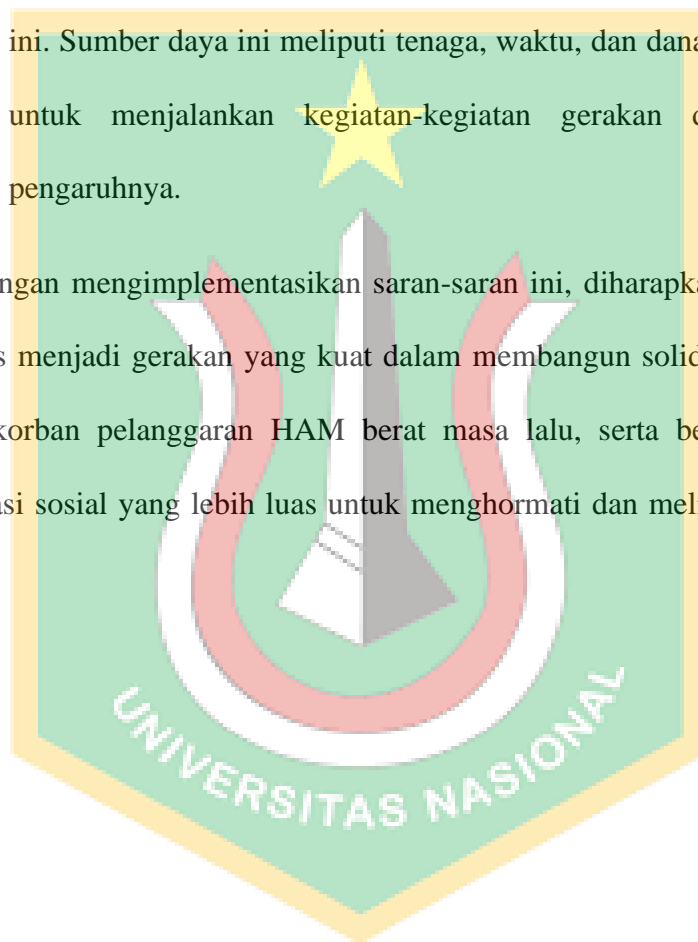 ini. Sumber daya ini meliputi tenaga, waktu, dan dana
untuk menjalankan kegiatan-kegiatan gerakan
pengaruhnya.
ngan mengimplementasikan saran-saran ini, diharapka
s menjadi gerakan yang kuat dalam membangun solid
korban pelanggaran HAM berat masa lalu, serta be
asi sosial yang lebih luas untuk menghormati dan mel
UNIVERSITAS NASIONAL